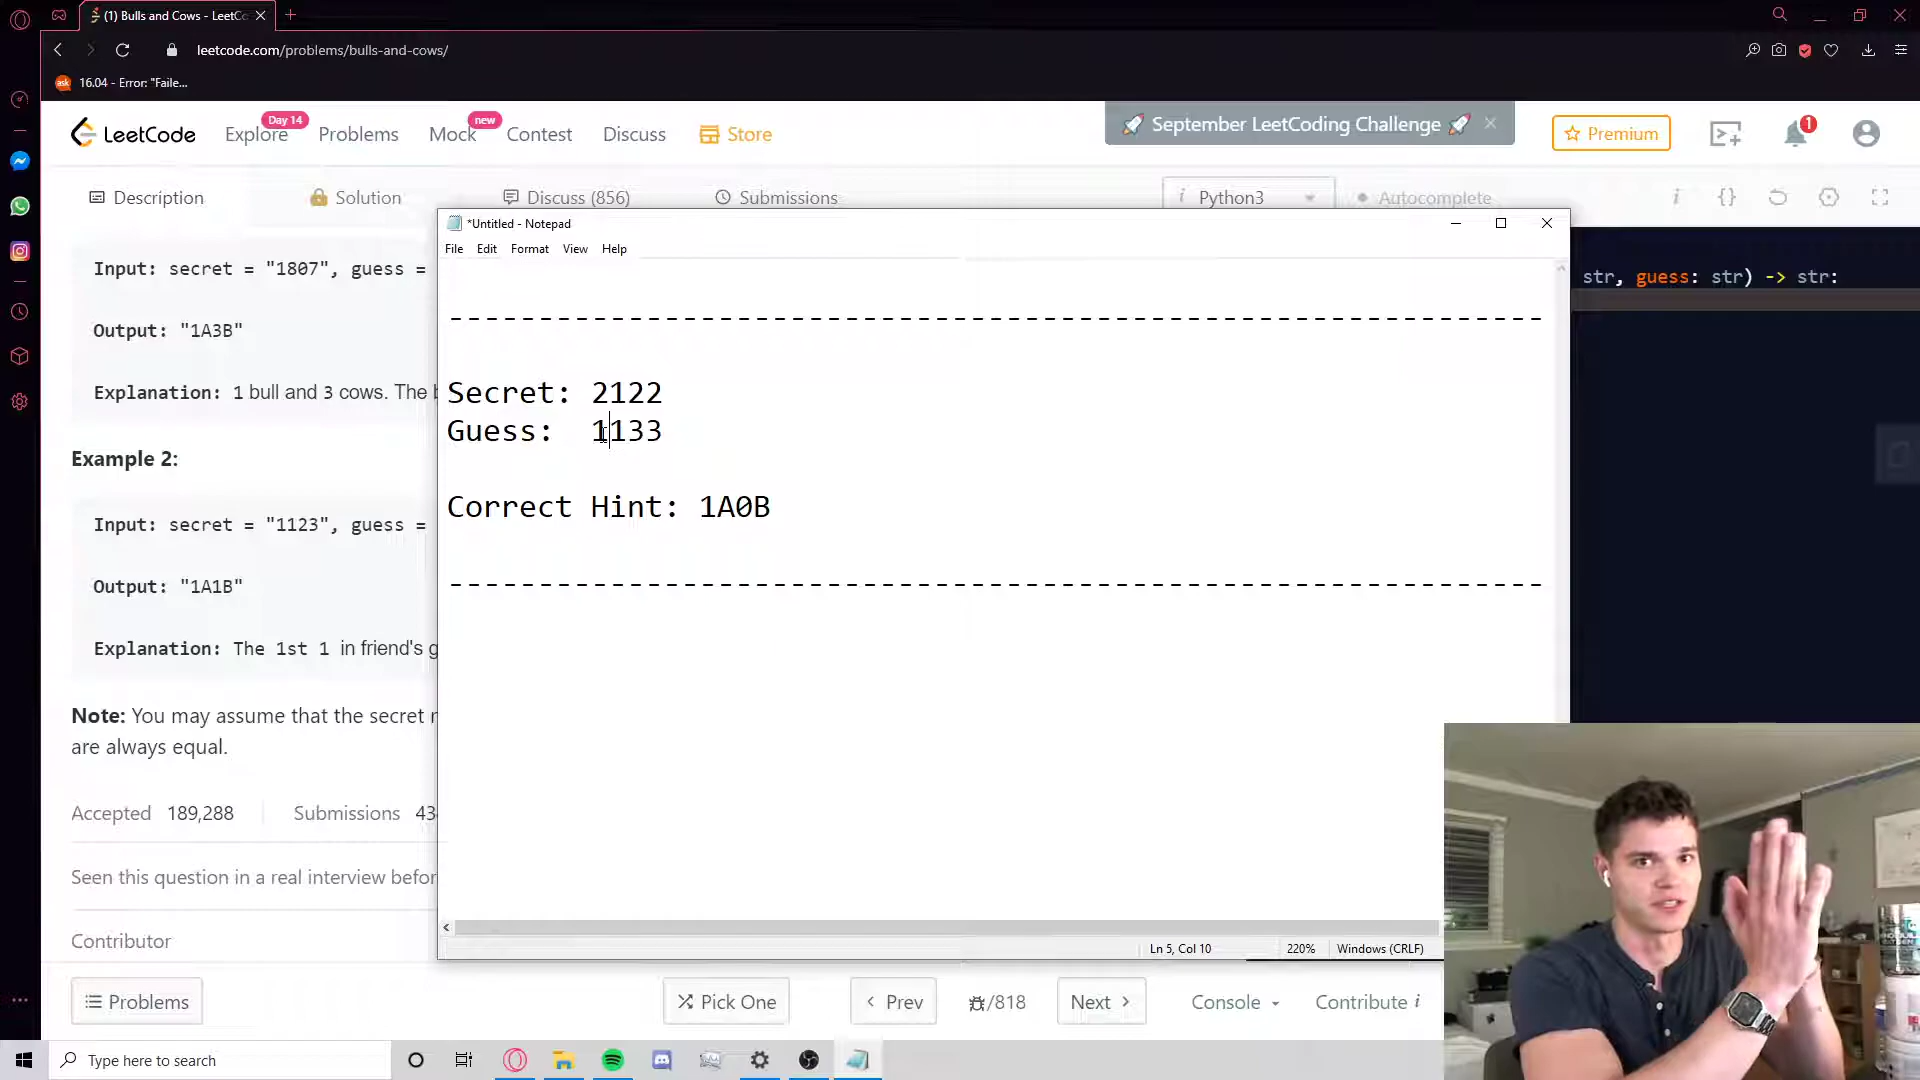 (1) Bulls and Cows - LeetCo
leetcode.com/problems/bulls-and-cows/
ask 16.04 - Error: "Faile...
LeetCode Explore Day 14 Problems Mock new Contest Discuss Store September LeetCoding Challenge Premium 1
Description Solution Discuss (856) Submissions i Python3 Autocomplete i {}
*Untitled - Notepad
File Edit Format View Help
Input: secret = "1807", guess =
str, guess: str) -> str:
Output: "1A3B"
-------------------------------------------------------------
Explanation: 1 bull and 3 cows. The b
Secret: 2122
Guess:  1133
Example 2:
Correct Hint: 1A0B
Input: secret = "1123", guess =
Output: "1A1B"
-------------------------------------------------------------
Explanation: The 1st 1 in friend's g
Note: You may assume that the secret n
are always equal.
Accepted 189,288 Submissions 43
Seen this question in a real interview befor
Contributor
Ln 5, Col 10 220% Windows (CRLF)
Problems Pick One Prev /818 Next Console Contribute i
Type here to search